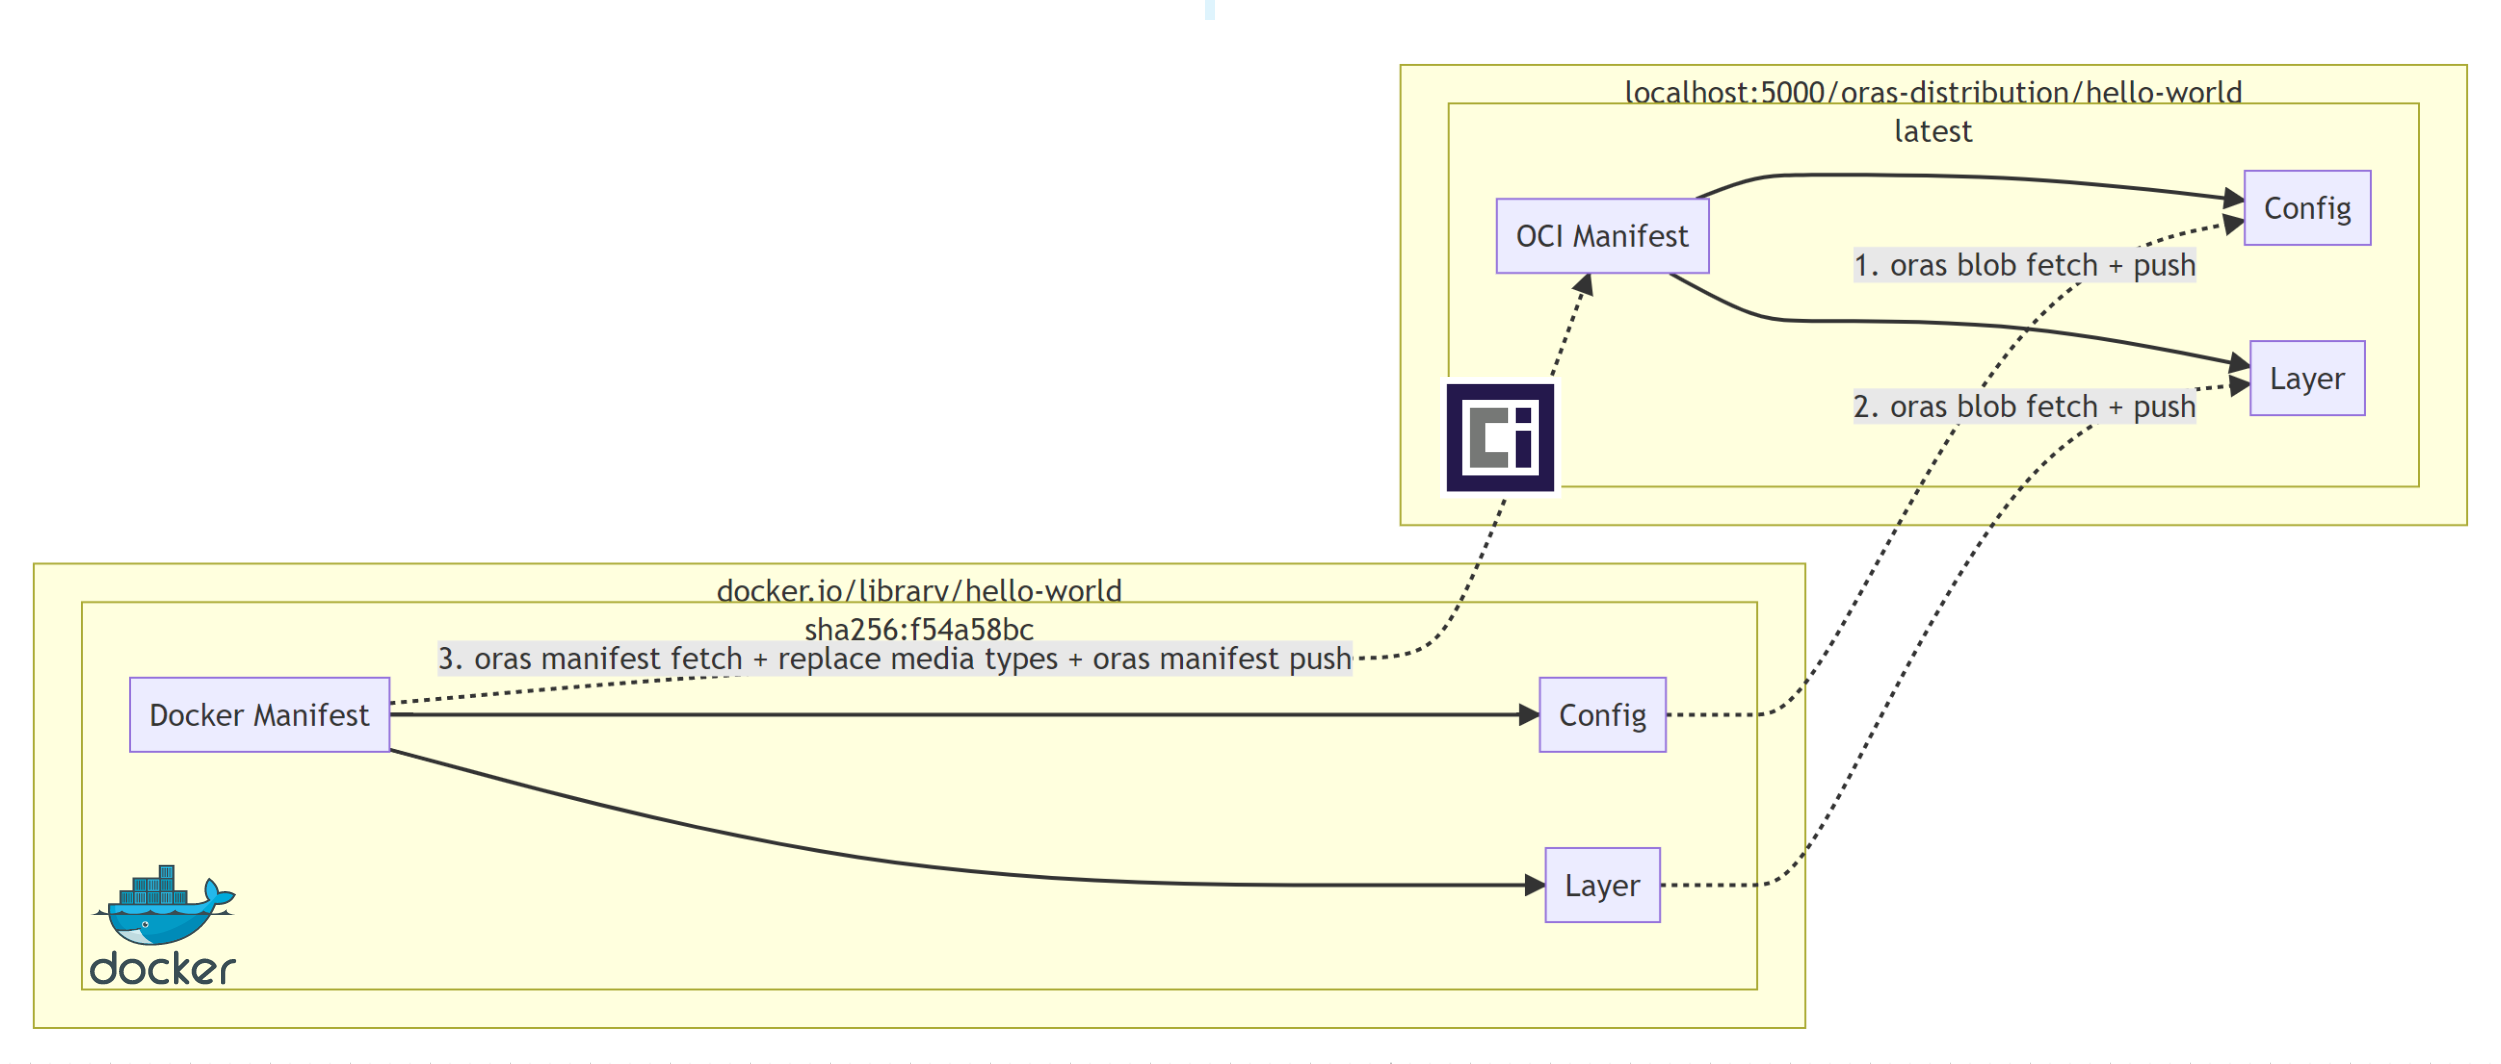 localhost:5000/oras-distribution/hello-world
latest
OCI Manifest
Config
1. oras blob fetch + push
Layer
2. oras blob fetch + push
Ci
docker.io/library/hello-world
sha256:f54a58bc
3. oras manifest fetch + replace media types + oras manifest push
Docker Manifest
Config
Layer
docker